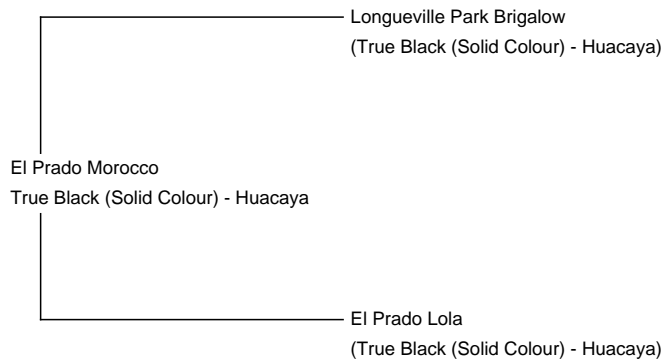 Longueville Park Brigalow
(True Black (Solid Colour) - Huacaya)
El Prado Morocco
True Black (Solid Colour) - Huacaya
El Prado Lola
(True Black (Solid Colour) - Huacaya)